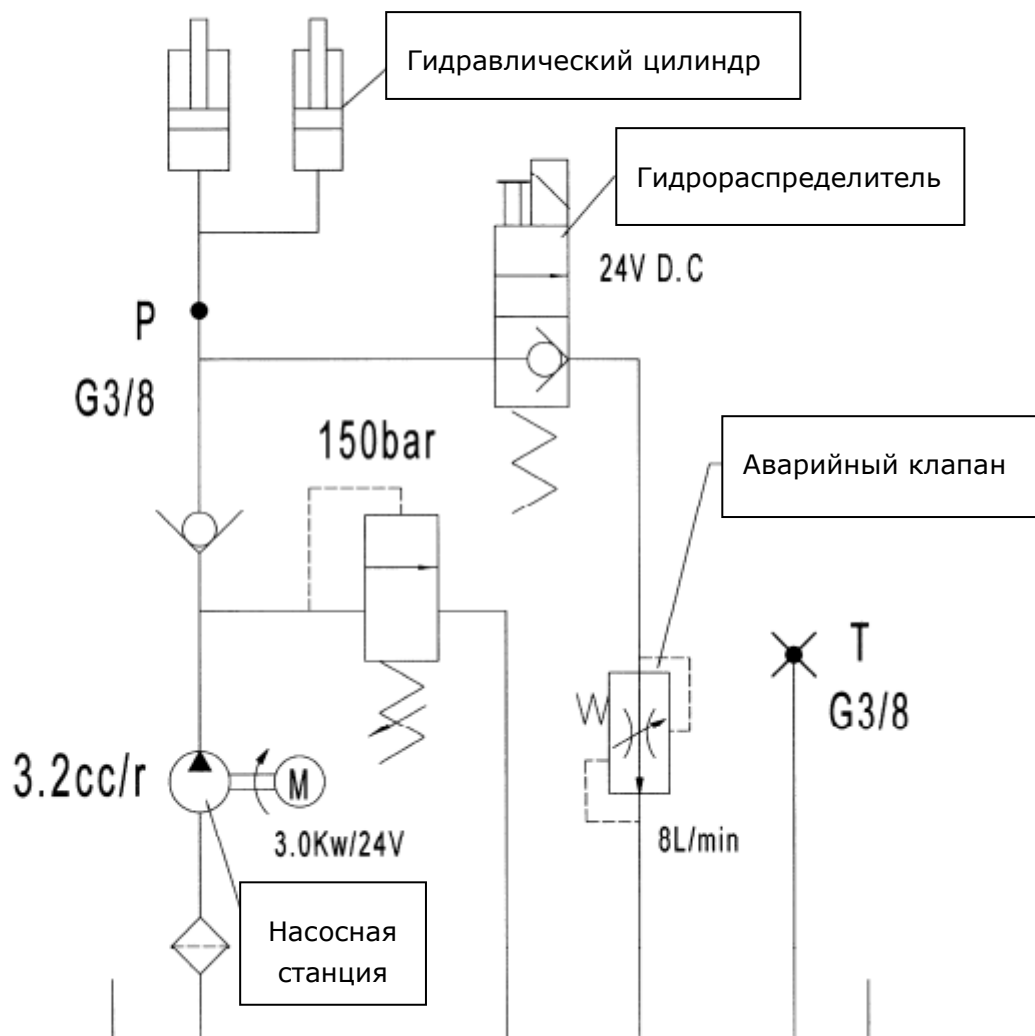 Гидравлический цилиндр
Гидрораспределитель
24V D.C
P
G3/8
150bar
Аварийный клапан
T
G3/8
3.2cc/r
M
3.0Kw/24V
8L/min
Насосная
станция